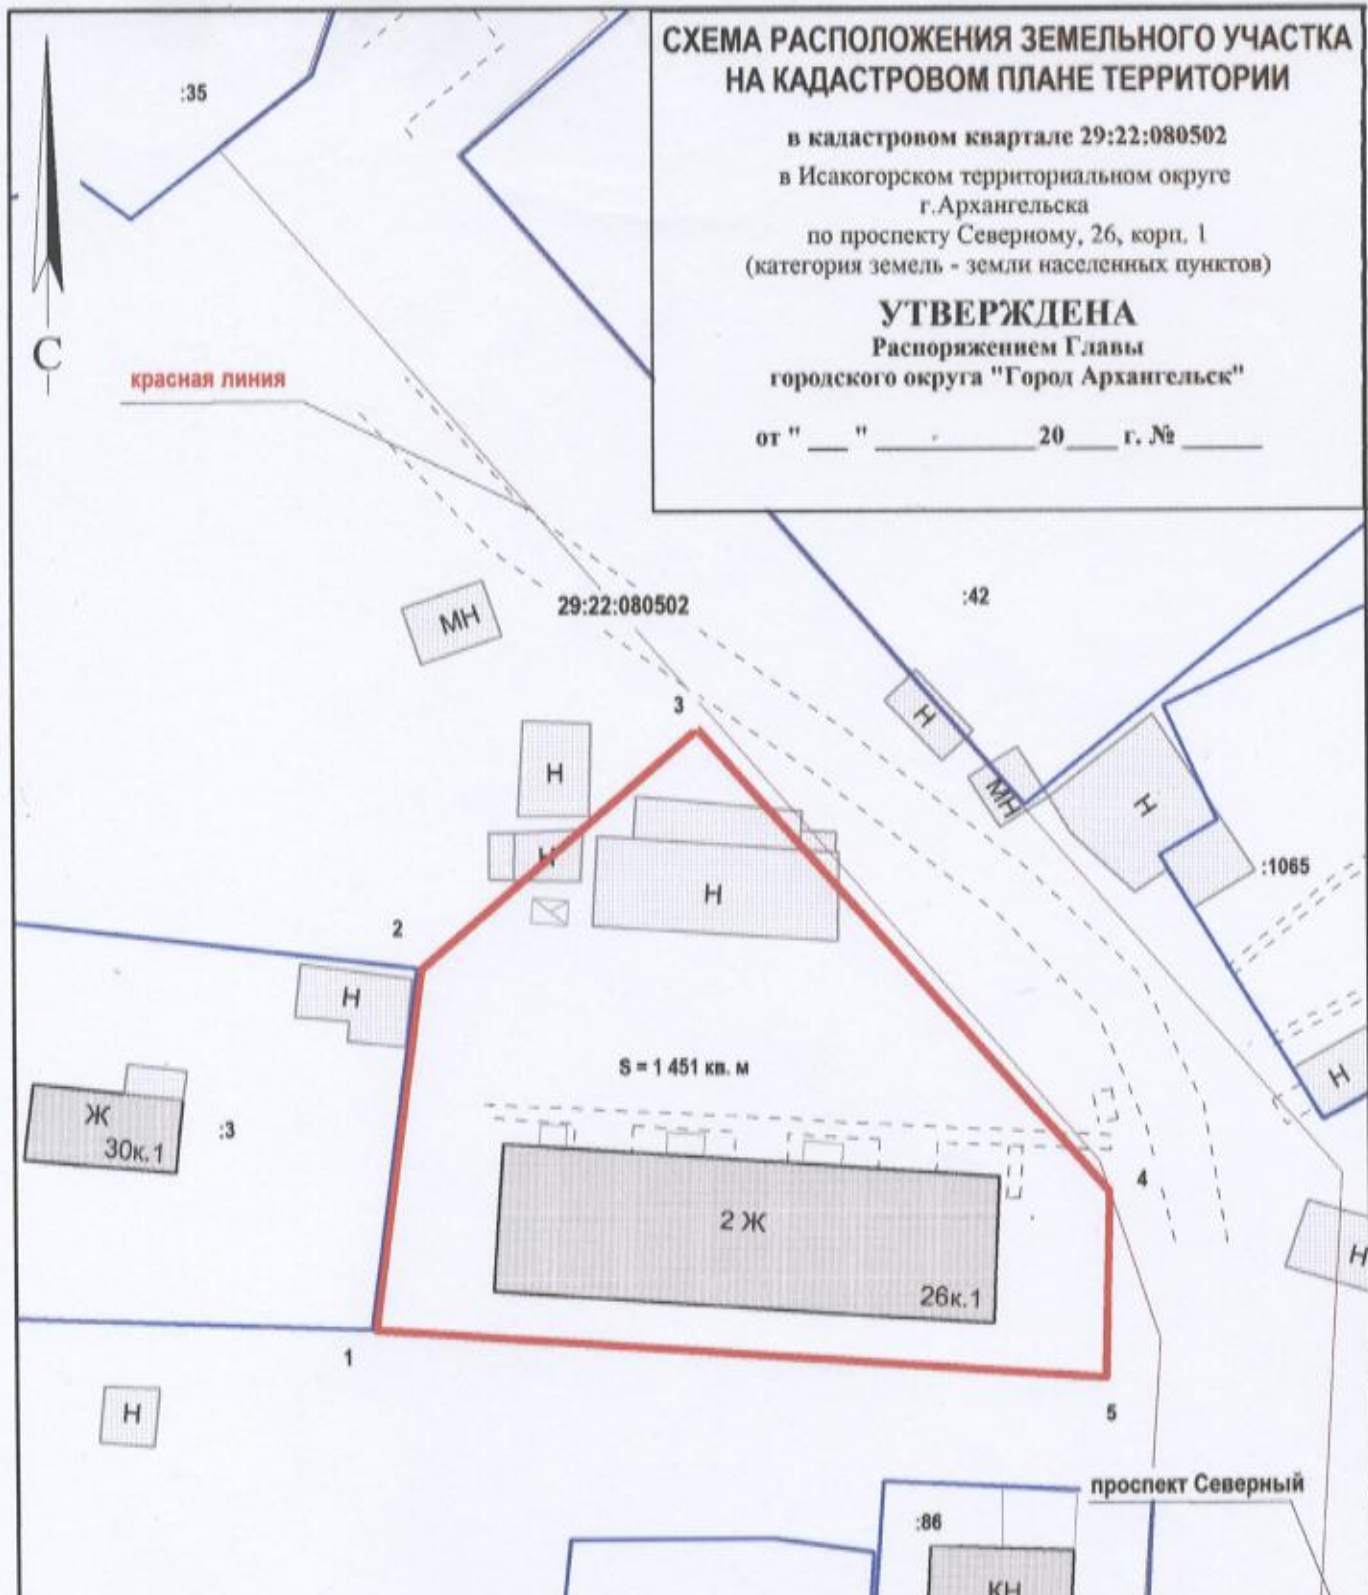 СХЕМА РАСПОЛОЖЕНИЯ ЗЕМЕЛЬНОГО УЧАСТКА
НА КАДАСТРОВОМ ПЛАНЕ ТЕРРИТОРИИ
в кадастровом квартале 29:22:080502
в Исакогорском территориальном округе
г.Архангельска
по проспекту Северному, 26, корп. 1
(категория земель - земли населенных пунктов)
УТВЕРЖДЕНА
Распоряжением Главы
городского округа "Город Архангельск"
от " ___ " ____________ 20 ____ г. № ______
:35
С
красная линия
29:22:080502
:42
МН
3
Н
МН
Н
Н
:1065
Н
Н
2
Н
Н
S = 1 451 кв. м
Ж
30к.1
:3
4
2 Ж
26к.1
Н
1
Н
5
проспект Северный
:86
КН